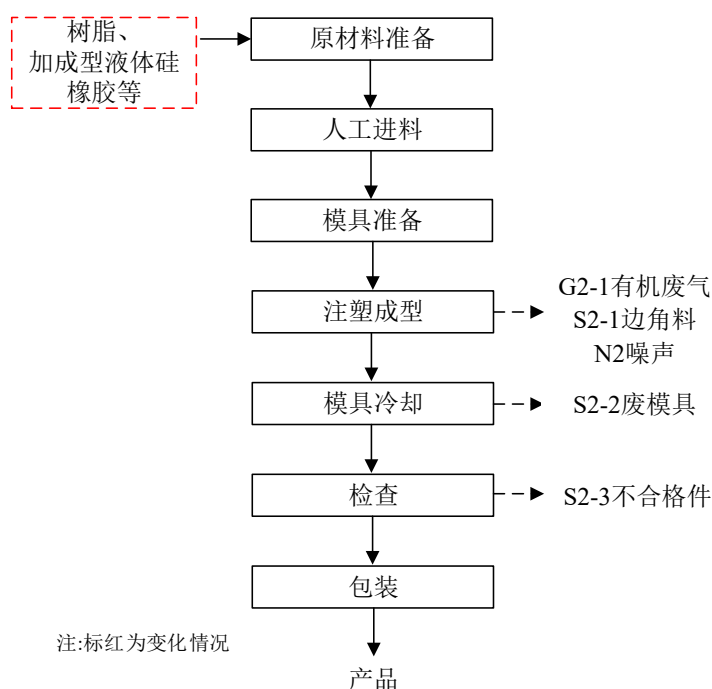 树脂、
加成型液体硅
橡胶等
原材料准备
人工进料
模具准备
注塑成型
G2-1有机废气
S2-1边角料
N2噪声
模具冷却
S2-2废模具
检查
S2-3不合格件
包装
注:标红为变化情况
产品